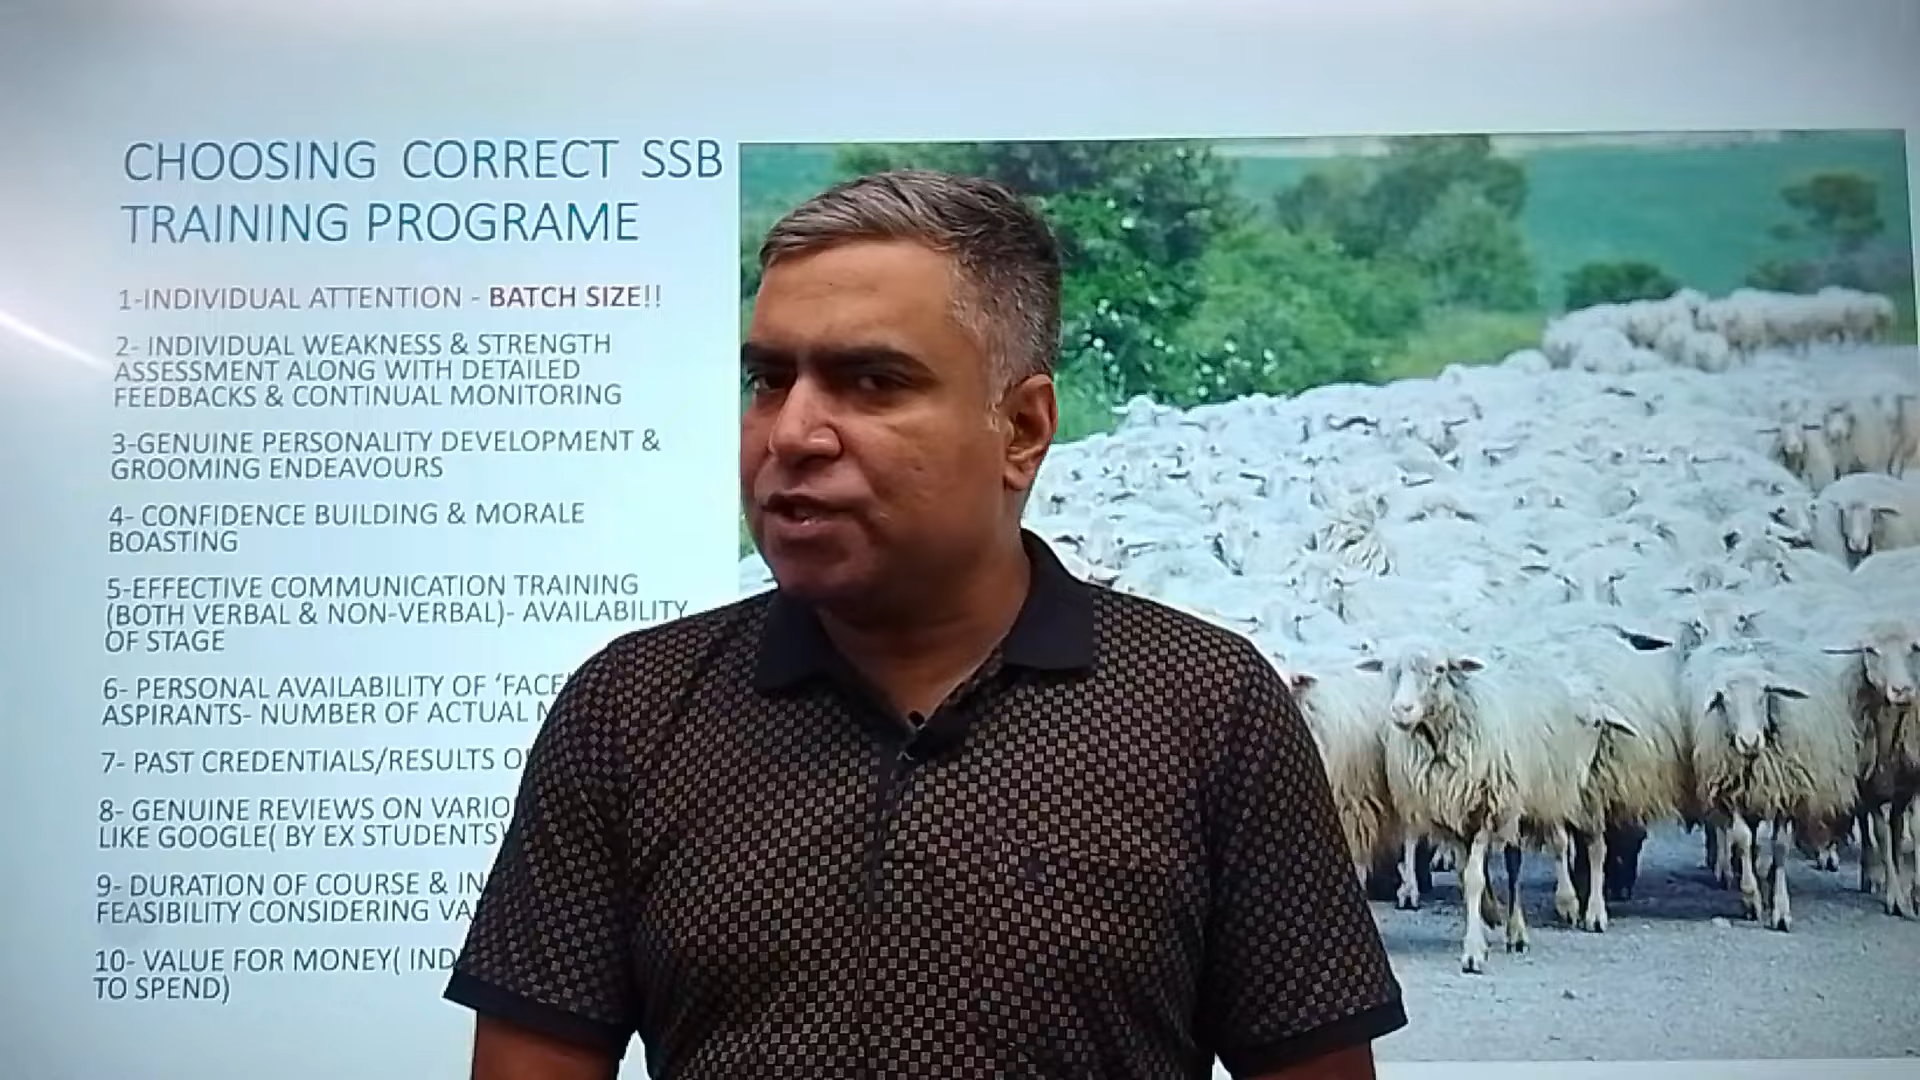 CHOOSING CORRECT SSB
TRAINING PROGRAME
1-INDIVIDUAL ATTENTION - BATCH SIZE!!
2- INDIVIDUAL WEAKNESS & STRENGTH
ASSESSMENT ALONG WITH DETAILED
FEEDBACKS & CONTINUAL MONITORING
3-GENUINE PERSONALITY DEVELOPMENT &
GROOMING ENDEAVOURS
4- CONFIDENCE BUILDING & MORALE
BOASTING
5-EFFECTIVE COMMUNICATION TRAINING
(BOTH VERBAL & NON-VERBAL)- AVAILABILITY
OF STAGE
6- PERSONAL AVAILABILITY OF
ASPIRANTS- NUMBER OF ACTUAL
7- PAST CREDENTIALS/RESULTS
8- GENUINE REVIEWS ON
LIKE GOOGLE( BY EX STUDENTS)
9- DURATION OF COURSE &
FEASIBILITY CONSIDERING
10- VALUE FOR MONEY(
TO SPEND)